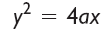 y² = 4ax